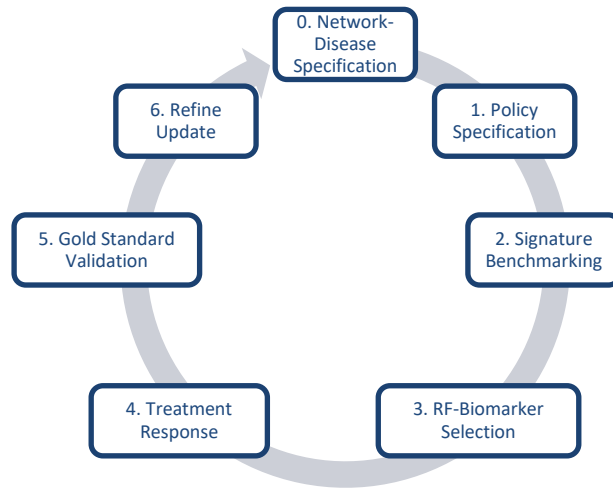 0. Network-
Disease
Specification
1. Policy
Specification
2. Signature
Benchmarking
3. RF-Biomarker
Selection
4. Treatment
Response
5. Gold Standard
Validation
6. Refine
Update